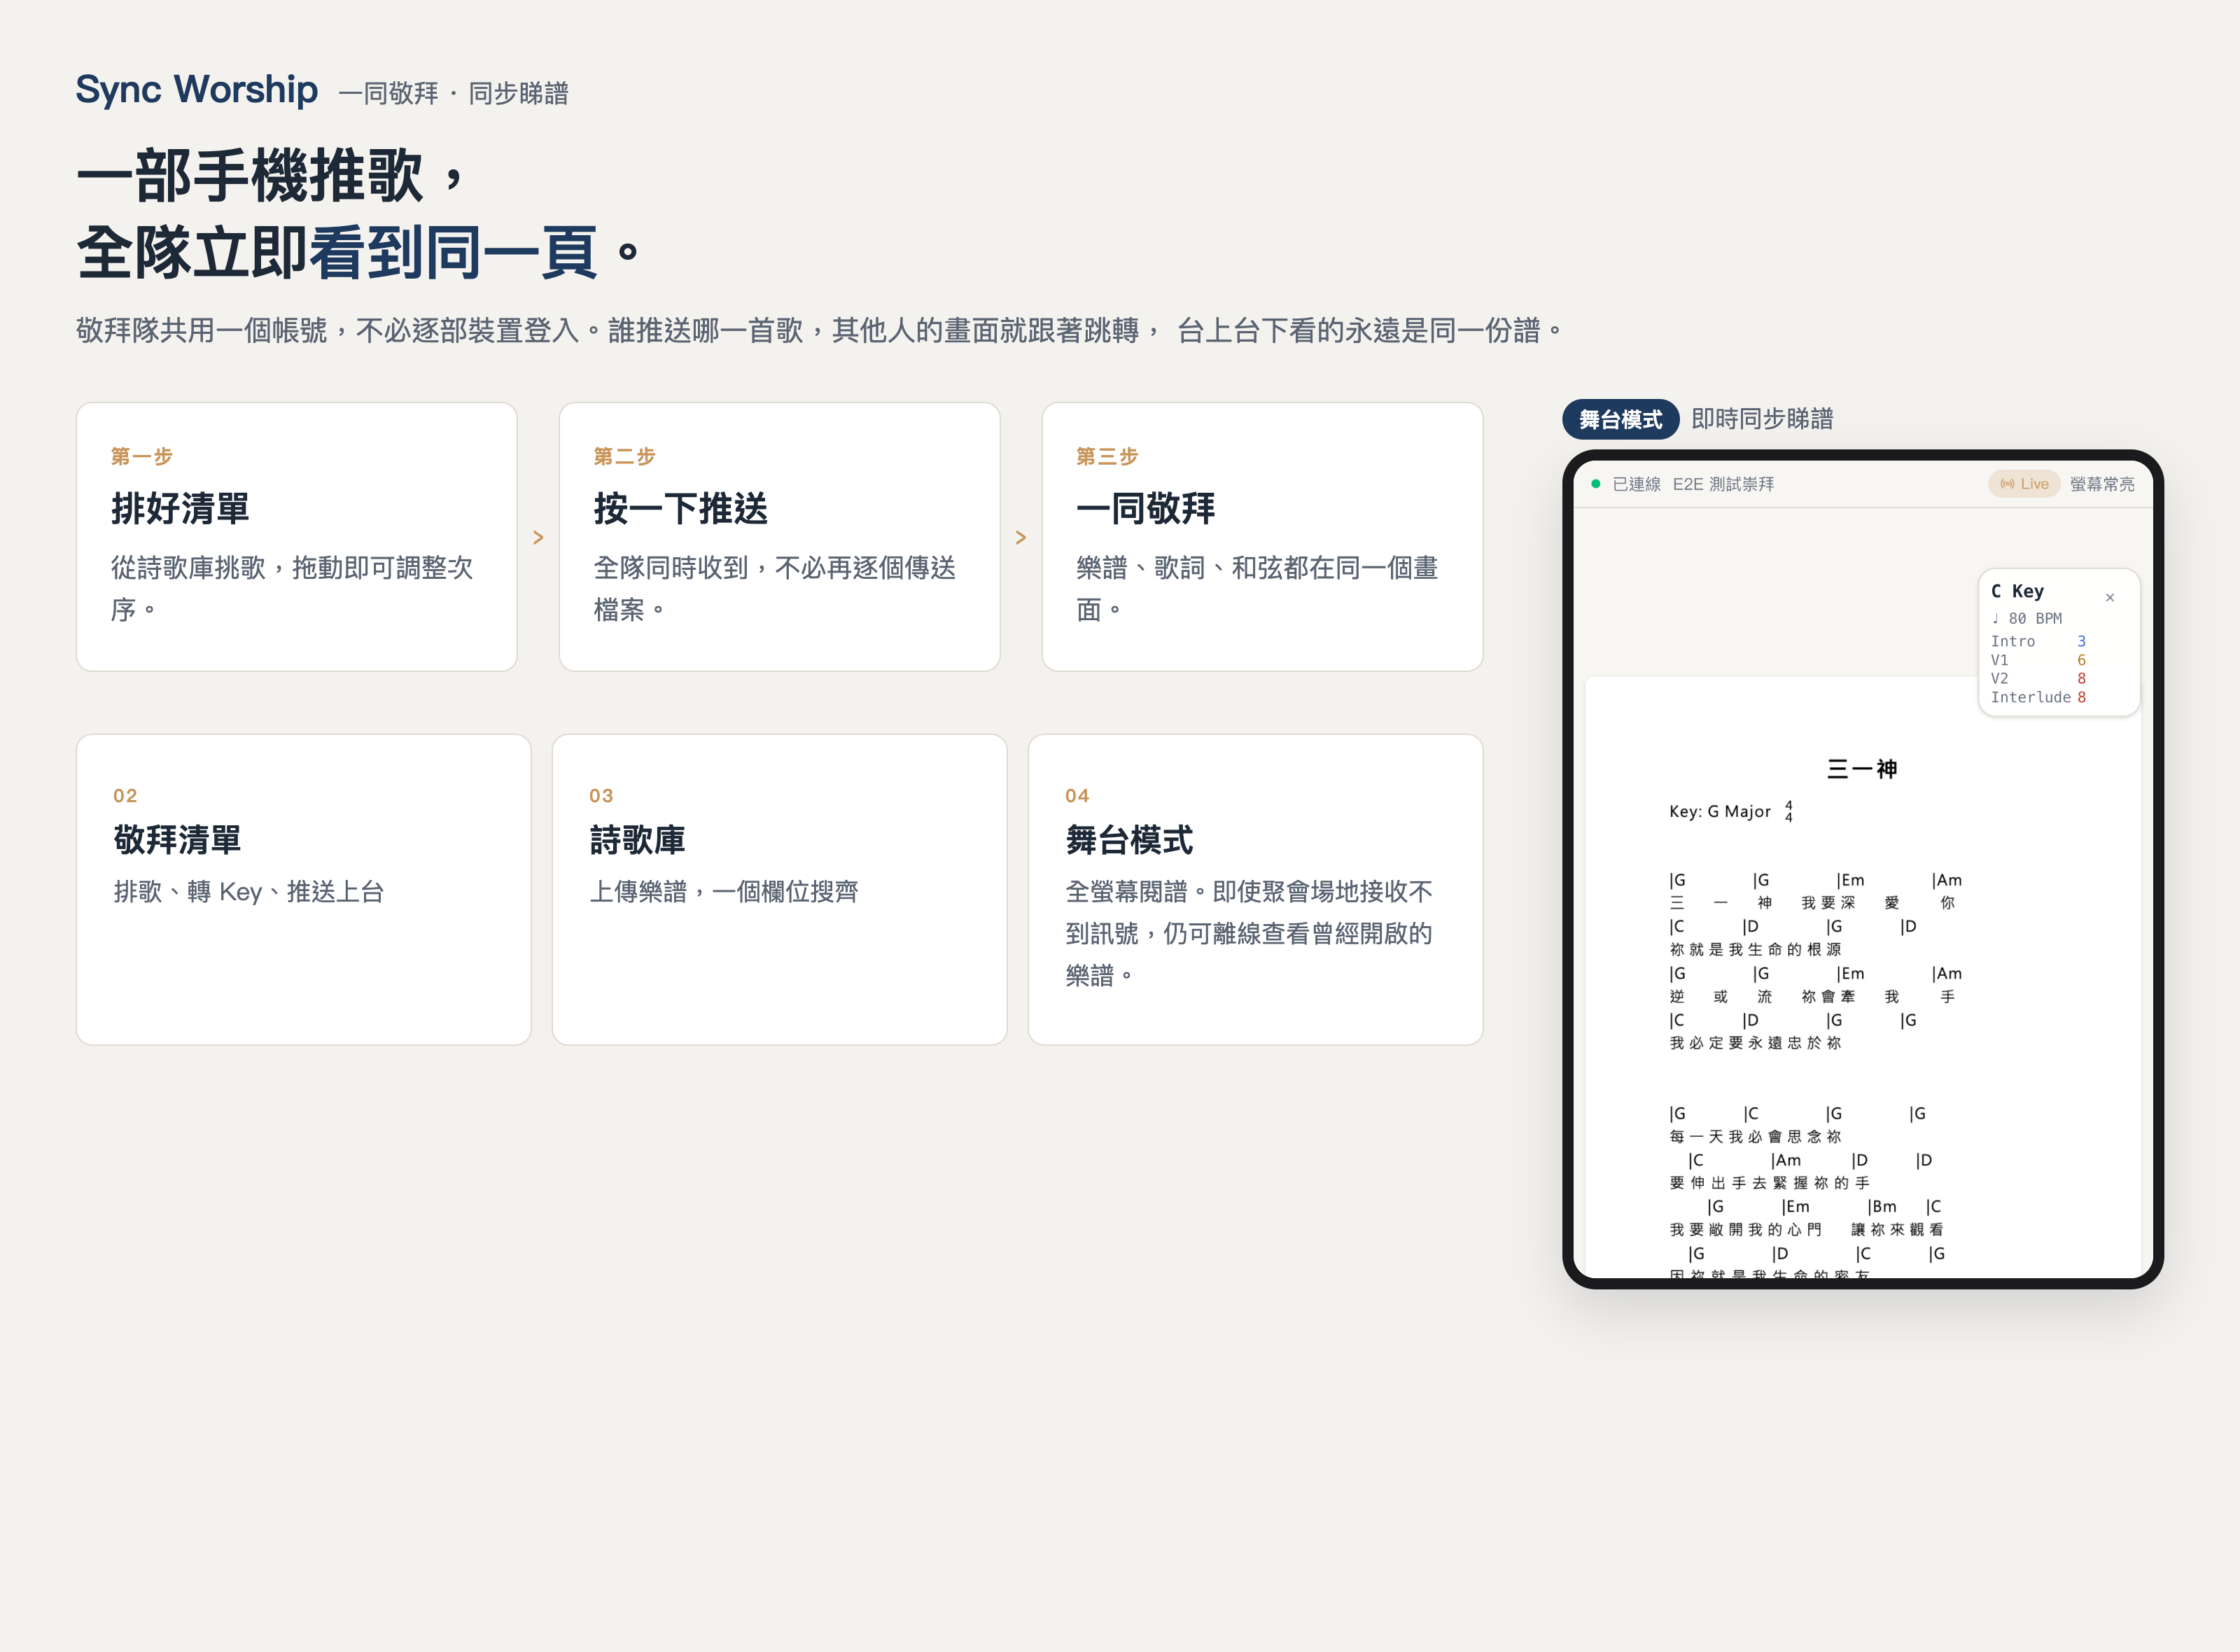 Sync Worship 一同敬拜 · 同步睇譜
一部手機推歌，
全隊立即看到同一頁。
敬拜隊共用一個帳號，不必逐部裝置登入。誰推送哪一首歌，其他人的畫面就跟著跳轉， 台上台下看的永遠是同一份譜。
第一步
排好清單
從詩歌庫挑歌，拖動即可調整次
序。
>
第二步
按一下推送
全隊同時收到，不必再逐個傳送
檔案。
>
第三步
一同敬拜
樂譜、歌詞、和弦都在同一個畫
面。
02
敬拜清單
排歌、轉 Key、推送上台
03
詩歌庫
上傳樂譜，一個欄位搜齊
04
舞台模式
全螢幕閱譜。即使聚會場地接收不
到訊號，仍可離線查看曾經開啟的
樂譜。
舞台模式 即時同步睇譜
已連線 E2E 測試崇拜 Live 螢幕常亮
C Key ×
♩ 80 BPM
Intro 3
V1 6
V2 8
Interlude 8
三一神
Key: G Major 4/4
|G |G |Em |Am
三 一 神 我要深 愛 你
|C |D |G |D
祢就是我生命的根源
|G |G |Em |Am
逆 或 流 祢會牽 我 手
|C |D |G |G
我必定要永遠忠於祢
|G |C |G |G
每一天我必會思念祢
|C |Am |D |D
要伸出手去緊握祢的手
|G |Em |Bm |C
我要敞開我的心門 讓祢來觀看
|G |D |C |G
因祢就是我生命的密友